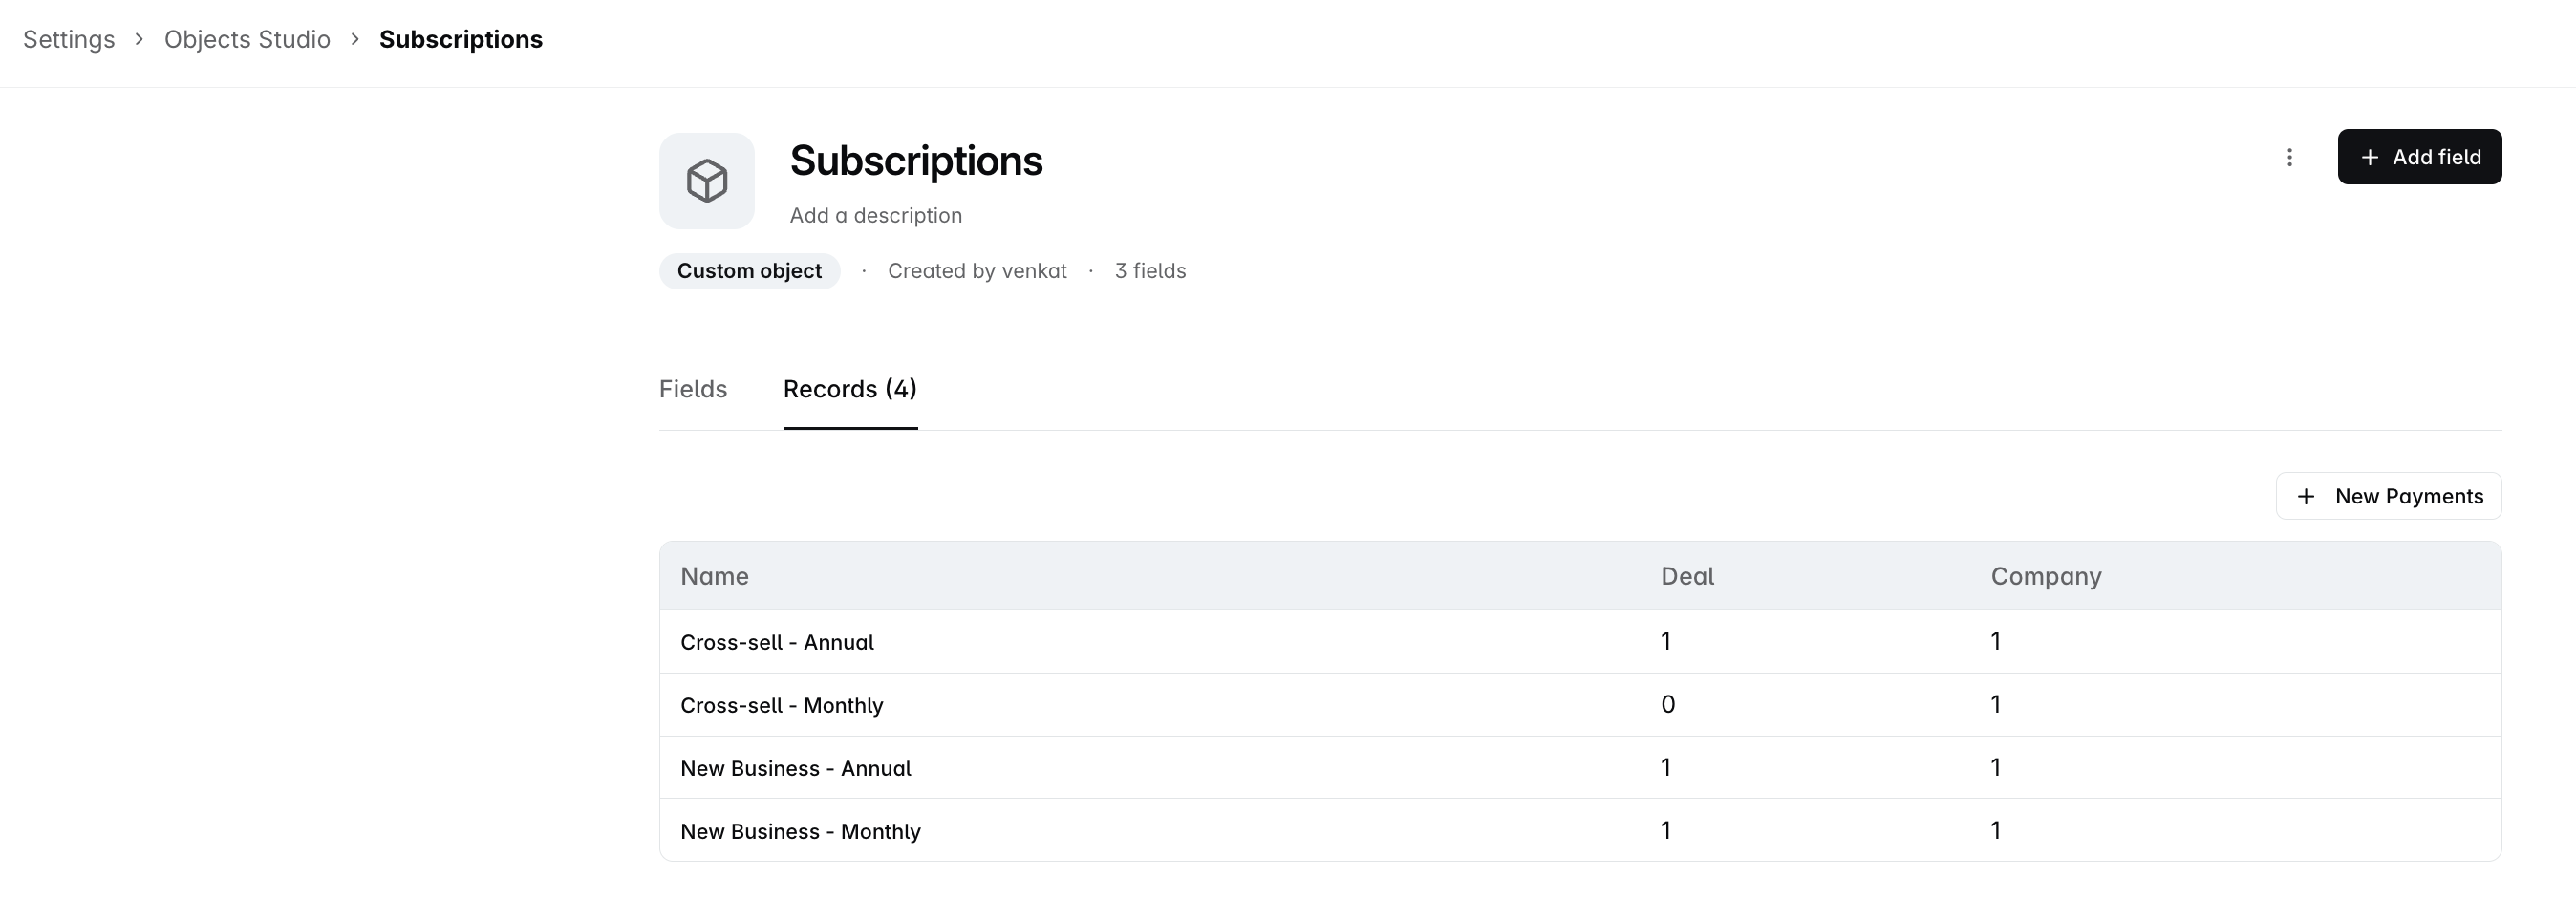 Settings > Objects Studio > Subscriptions
Subscriptions
Add a description
+ Add field
Custom object · Created by venkat · 3 fields
Fields Records (4)
+ New Payments
Name Deal Company
Cross-sell - Annual 1 1
Cross-sell - Monthly 0 1
New Business - Annual 1 1
New Business - Monthly 1 1